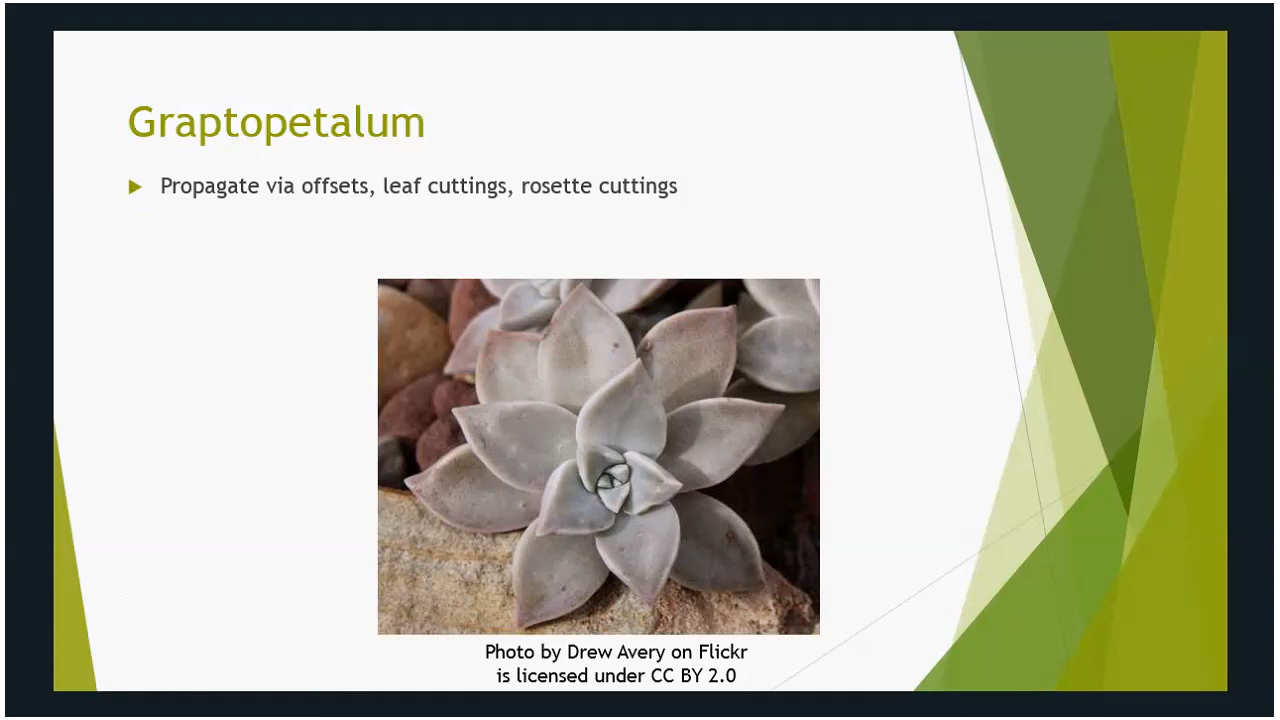 Graptopetalum
Propagate via offsets, leaf cuttings, rosette cuttings
Photo by Drew Avery on Flickr
is licensed under CC BY 2.0